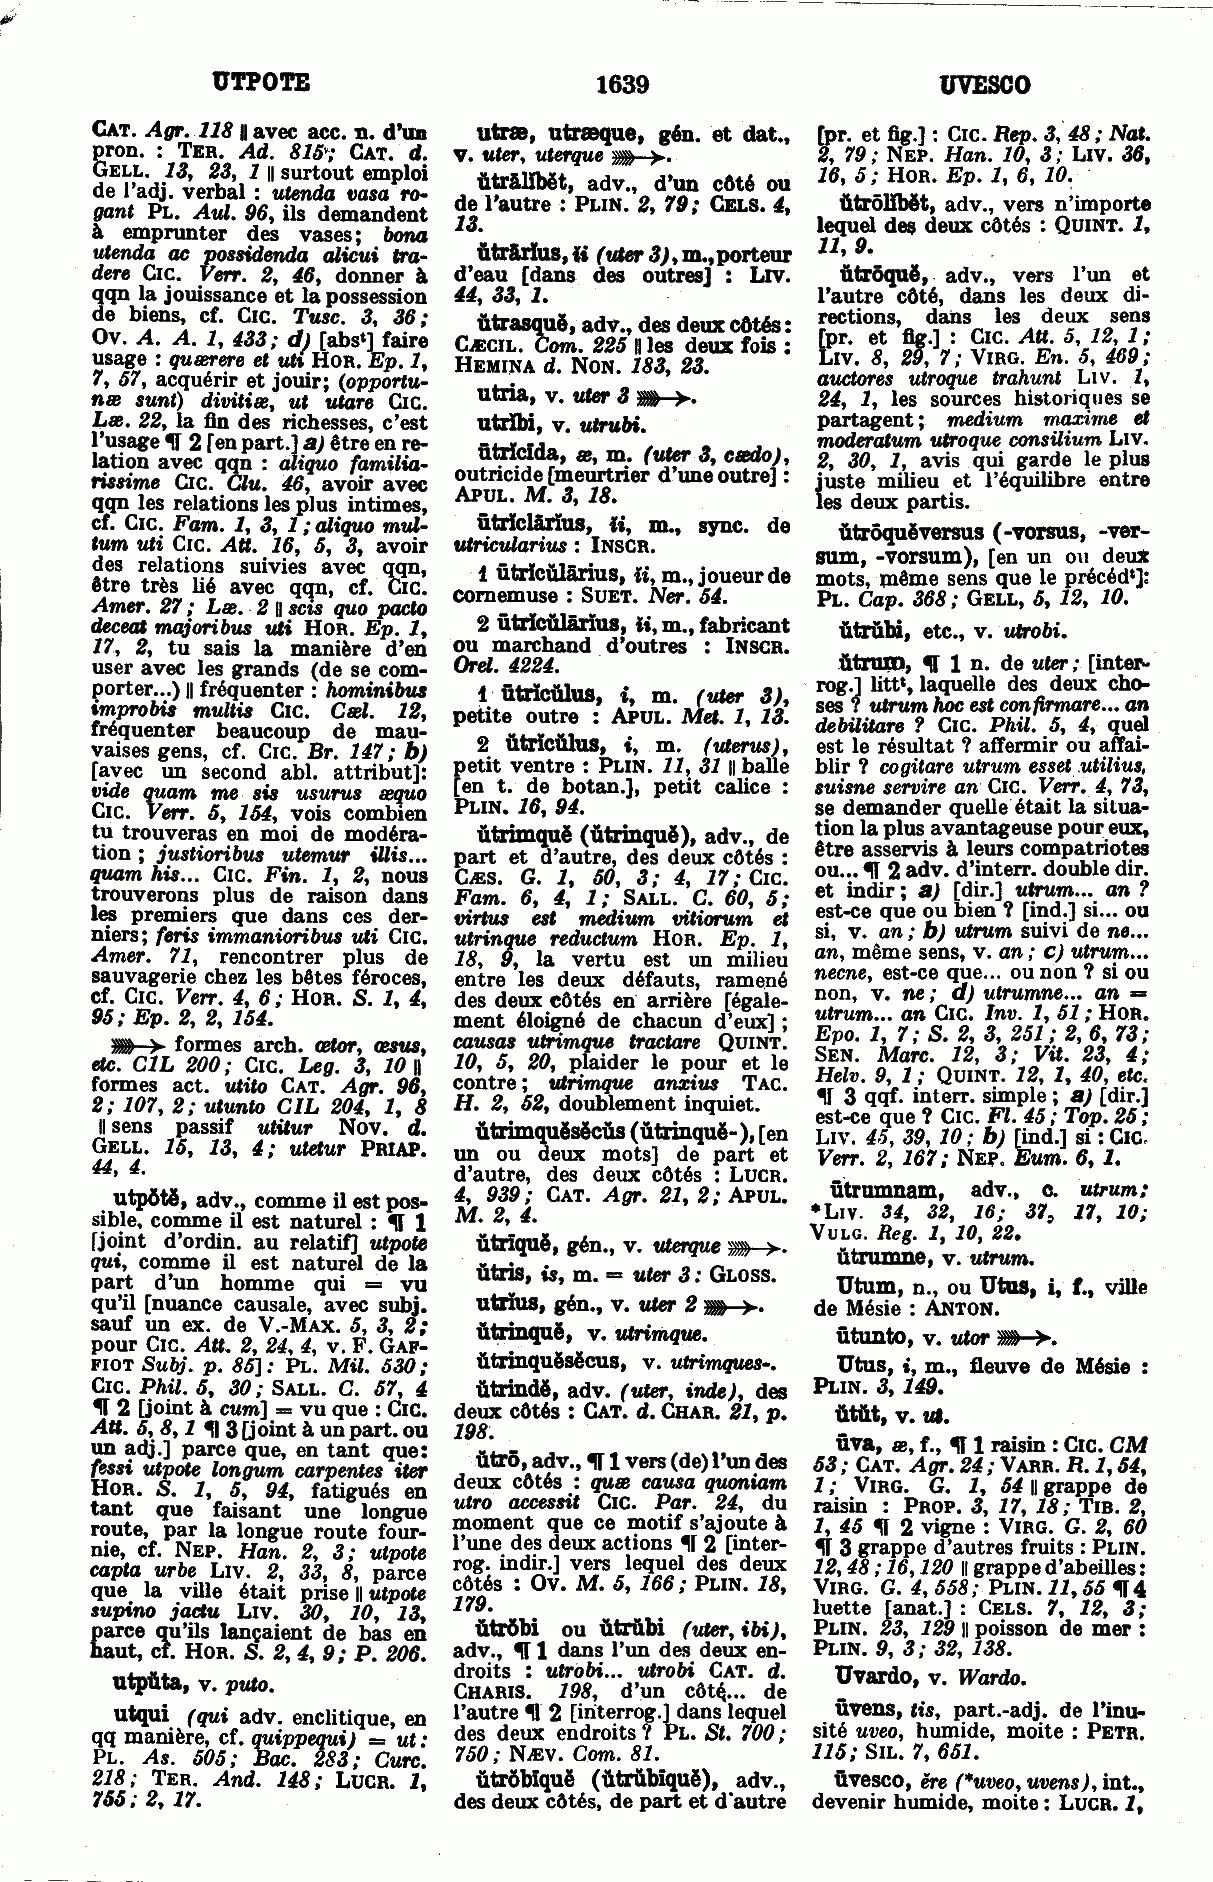 UTPOTE
1639
UVESCO
CAT. Agr. 118 || avec acc. n. d'un
pron. : TER. Ad. 815; CAT. d.
GELL. 13, 23, 1 || surtout emploi
de l'adj. verbal : utenda vasa ro-
gant PL. Aul. 96, ils demandent
à emprunter des vases; bona
utenda ac possidenda alicui tra-
dere CIC. Verr. 2, 46, donner à
qqn la jouissance et la possession
de biens, cf. CIC. Tusc. 3, 36;
OV. A. A. 1, 433; d) [absᵗ] faire
usage : quærere et uti HOR. Ep. 1,
7, 57, acquérir et jouir; (opportu-
næ sunt) divitiæ, ut utare CIC.
Læ. 22, la fin des richesses, c'est
l'usage ¶ 2 [en part.] a) être en re-
lation avec qqn : aliquo familia-
rissime CIC. Clu. 46, avoir avec
qqn les relations les plus intimes,
cf. CIC. Fam. 1, 3, 1; aliquo mul-
tum uti CIC. Att. 16, 5, 3, avoir
des relations suivies avec qqn,
être très lié avec qqn, cf. CIC.
Amer. 27; Læ. 2 || scis quo pacto
deceat majoribus uti HOR. Ep. 1,
17, 2, tu sais la manière d'en
user avec les grands (de se com-
porter...) || fréquenter : hominibus
improbis multis CIC. Cæl. 12,
fréquenter beaucoup de mau-
vaises gens, cf. CIC. Br. 147; b)
[avec un second abl. attribut]:
vide quam me sis usurus æquo
CIC. Verr. 5, 154, vois combien
tu trouveras en moi de modéra-
tion; justioribus utemur illis...
quam his... CIC. Fin. 1, 2, nous
trouverons plus de raison dans
les premiers que dans ces der-
niers; feris immanioribus uti CIC.
Amer. 71, rencontrer plus de
sauvagerie chez les bêtes féroces,
cf. CIC. Verr. 4, 6; HOR. S. 1, 4,
95; Ep. 2, 2, 154.
⟫→ formes arch. œtor, œsus,
etc. CIL 200; CIC. Leg. 3, 10 ||
formes act. utito CAT. Agr. 96,
2; 107, 2; utunto CIL 204, 1, 8
|| sens passif utitur NOV. d.
GELL. 15, 13, 4; utetur PRIAP.
44, 4.
utpŏtĕ, adv., comme il est pos-
sible, comme il est naturel : ¶ 1
[joint d'ordin. au relatif] utpote
qui, comme il est naturel de la
part d'un homme qui = vu
qu'il [nuance causale, avec subj.
sauf un ex. de V.-MAX. 5, 3, 2;
pour CIC. Att. 2, 24, 4, v. F. GAF-
FIOT Subj. p. 85]: PL. Mil. 530;
CIC. Phil. 5, 30; SALL. C. 57, 4
¶ 2 [joint à cum] = vu que : CIC.
Att. 5, 8, 1 ¶ 3 [joint à un part. ou
un adj.] parce que, en tant que:
fessi utpote longum carpentes iter
HOR. S. 1, 5, 94, fatigués en
tant que faisant une longue
route, par la longue route four-
nie, cf. NEP. Han. 2, 3; utpote
capta urbe LIV. 2, 33, 8, parce
que la ville était prise || utpote
supino jactu LIV. 30, 10, 13,
parce qu'ils lançaient de bas en
haut, cf. HOR. S. 2, 4, 9; P. 206.
utpŭta, v. puto.
utqui (qui adv. enclitique, en
qq manière, cf. quippequi) = ut:
PL. As. 505; Bac. 283; Curc.
218; TER. And. 148; LUCR. 1,
755; 2, 17.
utræ, utræque, gén. et dat.,
v. uter, uterque ⟫→.
ŭtrālĭbĕt, adv., d'un côté ou
de l'autre : PLIN. 2, 79; CELS. 4,
13.
ŭtrārĭus, ĭi (uter 3), m., porteur
d'eau [dans des outres] : LIV.
44, 33, 1.
ŭtrasquĕ, adv., des deux côtés:
CÆCIL. Com. 225 || les deux fois :
HEMINA d. NON. 183, 23.
utria, v. uter 3 ⟫→.
utrĭbi, v. utrubi.
ūtrĭcīda, æ, m. (uter 3, cædo),
outricide [meurtrier d'une outre] :
APUL. M. 3, 18.
ūtrĭclārĭus, ĭi, m., sync. de
utricularius : INSCR.
1 ūtrĭcŭlārĭus, ĭi, m., joueur de
cornemuse : SUET. Ner. 54.
2 ūtrĭcŭlārĭus, ĭi, m., fabricant
ou marchand d'outres : INSCR.
Orel. 4224.
1 ūtrĭcŭlus, i, m. (uter 3),
petite outre : APUL. Met. 1, 13.
2 ŭtrĭcŭlus, i, m. (uterus),
petit ventre : PLIN. 11, 31 || balle
[en t. de botan.], petit calice :
PLIN. 16, 94.
ŭtrimquĕ (ŭtrinquĕ), adv., de
part et d'autre, des deux côtés :
CÆS. G. 1, 50, 3; 4, 17; CIC.
Fam. 6, 4, 1; SALL. C. 60, 5;
virtus est medium vitiorum et
utrinque reductum HOR. Ep. 1,
18, 9, la vertu est un milieu
entre les deux défauts, ramené
des deux côtés en arrière [égale-
ment éloigné de chacun d'eux];
causas utrimque tractare QUINT.
10, 5, 20, plaider le pour et le
contre; utrimque anxius TAC.
H. 2, 52, doublement inquiet.
ŭtrimquĕsĕcŭs (ŭtrinquĕ-), [en
un ou deux mots] de part et
d'autre, des deux côtés : LUCR.
4, 939; CAT. Agr. 21, 2; APUL.
M. 2, 4.
ŭtrīquĕ, gén., v. uterque ⟫→.
ŭtris, is, m. = uter 3: GLOSS.
utrĭus, gén., v. uter 2 ⟫→.
ŭtrinquĕ, v. utrimque.
ŭtrinquĕsĕcus, v. utrimques-.
ŭtrindĕ, adv. (uter, inde), des
deux côtés : CAT. d. CHAR. 21, p.
198.
ŭtrō, adv., ¶ 1 vers (de) l'un des
deux côtés : quæ causa quoniam
utro accessit CIC. Par. 24, du
moment que ce motif s'ajoute à
l'une des deux actions ¶ 2 [inter-
rog. indir.] vers lequel des deux
côtés : OV. M. 5, 166; PLIN. 18,
179.
ŭtrŏbi ou ŭtrŭbi (uter, ibi),
adv., ¶ 1 dans l'un des deux en-
droits : utrobi... utrobi CAT. d.
CHARIS. 198, d'un côté... de
l'autre ¶ 2 [interrog.] dans lequel
des deux endroits ? PL. St. 700;
750; NÆV. Com. 81.
ŭtrŏbīquĕ (ŭtrŭbīquĕ), adv.,
des deux côtés, de part et d'autre
[pr. et fig.] : CIC. Rep. 3, 48; Nat.
2, 79; NEP. Han. 10, 3; LIV. 36,
16, 5; HOR. Ep. 1, 6, 10.
ŭtrōlĭbĕt, adv., vers n'importe
lequel des deux côtés : QUINT. 1,
11, 9.
ŭtrōquĕ, adv., vers l'un et
l'autre côté, dans les deux di-
rections, dans les deux sens
[pr. et fig.] : CIC. Att. 5, 12, 1;
LIV. 8, 29, 7; VIRG. En. 5, 469;
auctores utroque trahunt LIV. 1,
24, 1, les sources historiques se
partagent; medium maxime et
moderatum utroque consilium LIV.
2, 30, 1, avis qui garde le plus
juste milieu et l'équilibre entre
les deux partis.
ŭtrōquĕversus (-vorsus, -ver-
sum, -vorsum), [en un ou deux
mots, même sens que le précédᵗ]:
PL. Cap. 368; GELL, 5, 12, 10.
ŭtrŭbi, etc., v. utrobi.
ŭtrum, ¶ 1 n. de uter; [inter-
rog.] littᵗ, laquelle des deux cho-
ses ? utrum hoc est confirmare... an
debilitare ? CIC. Phil. 5, 4, quel
est le résultat ? affermir ou affai-
blir ? cogitare utrum esset utilius,
suisne servire an CIC. Verr. 4, 73,
se demander quelle était la situa-
tion la plus avantageuse pour eux,
être asservis à leurs compatriotes
ou... ¶ 2 adv. d'interr. double dir.
et indir; a) [dir.] utrum... an ?
est-ce que ou bien ? [ind.] si... ou
si, v. an; b) utrum suivi de ne...
an, même sens, v. an; c) utrum...
necne, est-ce que... ou non ? si ou
non, v. ne; d) utrumne... an =
utrum... an CIC. Inv. 1, 51; HOR.
Epo. 1, 7; S. 2, 3, 251; 2, 6, 73;
SEN. Marc. 12, 3; Vit. 23, 4;
Helv. 9, 1; QUINT. 12, 1, 40, etc.
¶ 3 qqf. interr. simple; a) [dir.]
est-ce que ? CIC. Fl. 45; Top. 25;
LIV. 45, 39, 10; b) [ind.] si : CIC.
Verr. 2, 167; NEP. Eum. 6, 1.
ŭtrumnam, adv., c. utrum;
*LIV. 34, 32, 16; 37, 17, 10;
VULG. Reg. 1, 10, 22.
ŭtrumne, v. utrum.
Utum, n., ou Utus, i, f., ville
de Mésie : ANTON.
ūtunto, v. utor ⟫→.
Utus, i, m., fleuve de Mésie :
PLIN. 3, 149.
ŭtŭt, v. ut.
ūva, æ, f., ¶ 1 raisin : CIC. CM
53; CAT. Agr. 24; VARR. R. 1, 54,
1; VIRG. G. 1, 54 || grappe de
raisin : PROP. 3, 17, 18; TIB. 2,
1, 45 ¶ 2 vigne : VIRG. G. 2, 60
¶ 3 grappe d'autres fruits : PLIN.
12, 48; 16, 120 || grappe d'abeilles:
VIRG. G. 4, 558; PLIN. 11, 55 ¶ 4
luette [anat.] : CELS. 7, 12, 3;
PLIN. 23, 129 || poisson de mer :
PLIN. 9, 3; 32, 138.
Uvardo, v. Wardo.
ūvens, tis, part.-adj. de l'inu-
sité uveo, humide, moite : PETR.
115; SIL. 7, 651.
ūvesco, ĕre (*uveo, uvens), int.,
devenir humide, moite : LUCR. 1,